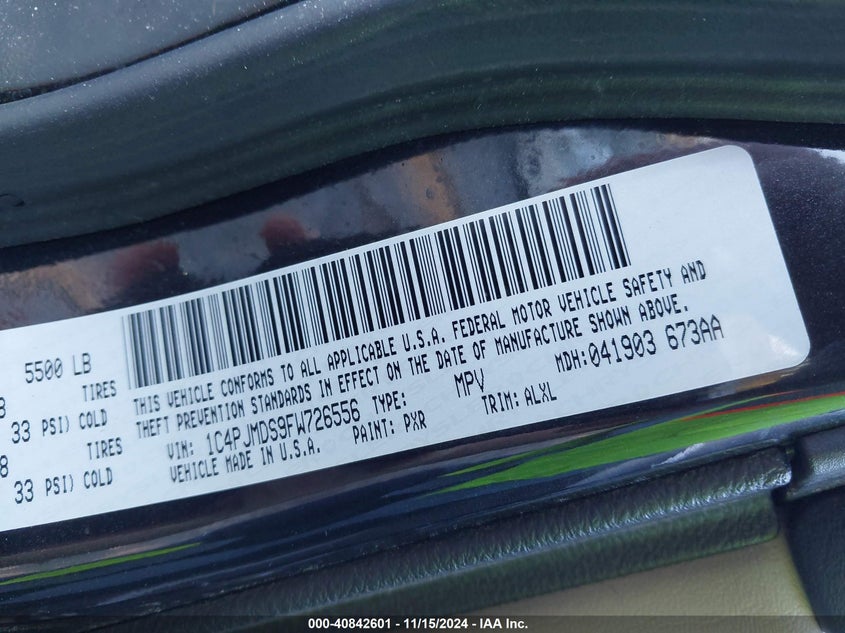 5500 LB
TIRES
33 PSI) COLD
TIRES
33 PSI) COLD
THIS VEHICLE CONFORMS TO ALL APPLICABLE U.S.A. FEDERAL MOTOR VEHICLE SAFETY AND
THEFT PREVENTION STANDARDS IN EFFECT ON THE DATE OF MANUFACTURE SHOWN ABOVE.
VIN: 1C4PJMDS9FW726556 TYPE: MPV MDH: 041903 673AA
VEHICLE MADE IN U.S.A. PAINT: PXR TRIM: ALXL
000-40842601 - 11/15/2024 - IAA Inc.